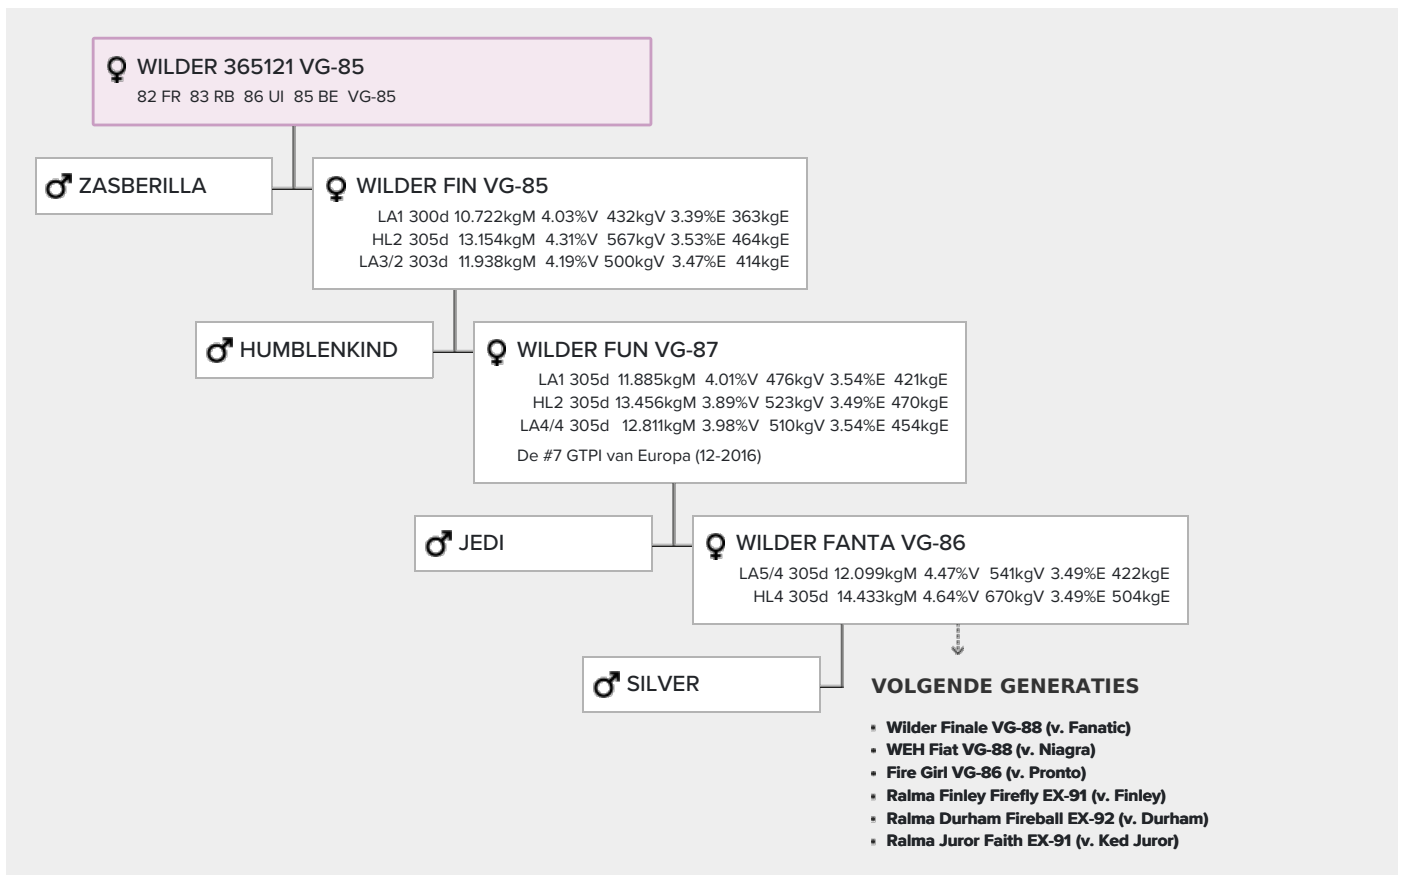 WILDER 365121 VG-85
82 FR 83 RB 86 UI 85 BE VG-85
ZASBERILLA
WILDER FIN VG-85
LA1 300d 10.722kgM 4.03%V 432kgV 3.39%E 363kgE
HL2 305d 13.154kgM 4.31%V 567kgV 3.53%E 464kgE
LA3/2 303d 11.938kgM 4.19%V 500kgV 3.47%E 414kgE
HUMBLENKIND
WILDER FUN VG-87
LA1 305d 11.885kgM 4.01%V 476kgV 3.54%E 421kgE
HL2 305d 13.456kgM 3.89%V 523kgV 3.49%E 470kgE
LA4/4 305d 12.811kgM 3.98%V 510kgV 3.54%E 454kgE
De #7 GTPI van Europa (12-2016)
JEDI
WILDER FANTA VG-86
LA5/4 305d 12.099kgM 4.47%V 541kgV 3.49%E 422kgE
HL4 305d 14.433kgM 4.64%V 670kgV 3.49%E 504kgE
SILVER
VOLGENDE GENERATIES
▪ Wilder Finale VG-88 (v. Fanatic)
▪ WEH Fiat VG-88 (v. Niagra)
▪ Fire Girl VG-86 (v. Pronto)
▪ Ralma Finley Firefly EX-91 (v. Finley)
▪ Ralma Durham Fireball EX-92 (v. Durham)
▪ Ralma Juror Faith EX-91 (v. Ked Juror)